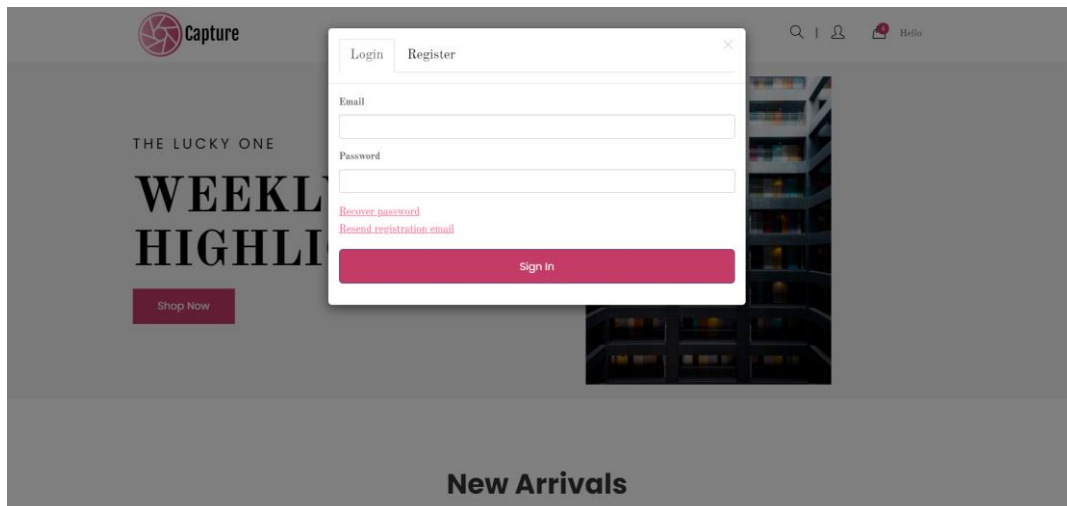 Capture
Hello
Login Register
Email
Password
Recover password
Resend registration email
Sign In
THE LUCKY ONE
WEEKL
HIGHLI
Shop Now
New Arrivals